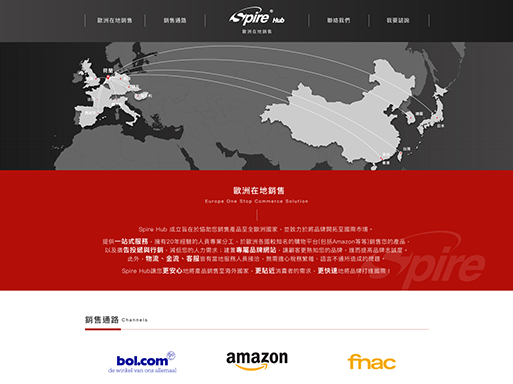 歐洲在地銷售
銷售通路
Spire Hub
歐洲在地銷售
聯絡我們
我要諮詢
荷蘭
韓國
日本
台灣
香港
歐洲在地銷售
Europe One Stop Commerce Solution
Spire Hub 成立旨在於協助您銷售產品至全歐洲國家，並致力於將品牌開拓至國際市場。
提供一站式服務，擁有20年經驗的人員專業分工，於歐洲各國較知名的購物平台(包括Amazon等等)銷售您的產品，
以及廣告投遞與行銷，減低您的人力需求；建置專屬品牌網站，讓顧客更熟知您的品牌，進而提高品牌忠誠度。
此外，物流、金流、客服皆有當地服務人員接洽，無需擔心稅務繁雜、語言不通所造成的問題。
Spire Hub讓您更安心地將產品銷售至海外國家，更貼近消費者的需求，更快速地將品牌打進國際！
Spire
銷售通路 Channels
bol.com
de winkel van ons allemaal
amazon
fnac